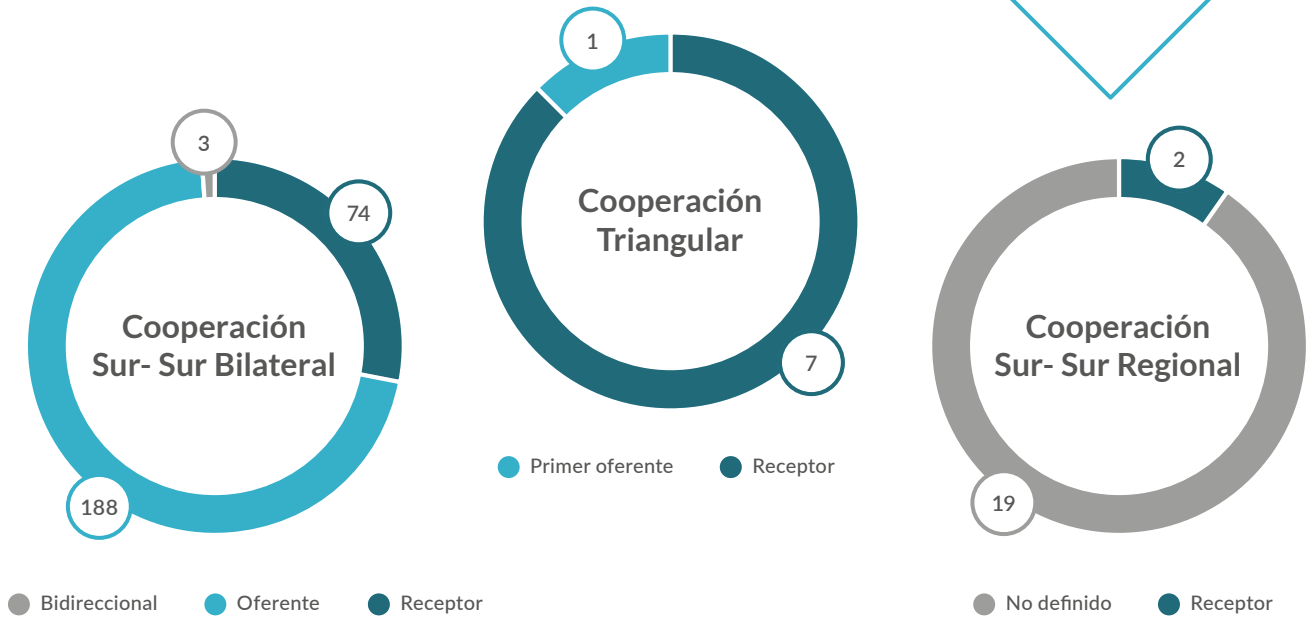 3
74
Cooperación
Sur- Sur Bilateral
188
Bidireccional
Oferente
Receptor
1
Cooperación
Triangular
7
Primer oferente
Receptor
2
Cooperación
Sur- Sur Regional
19
No definido
Receptor